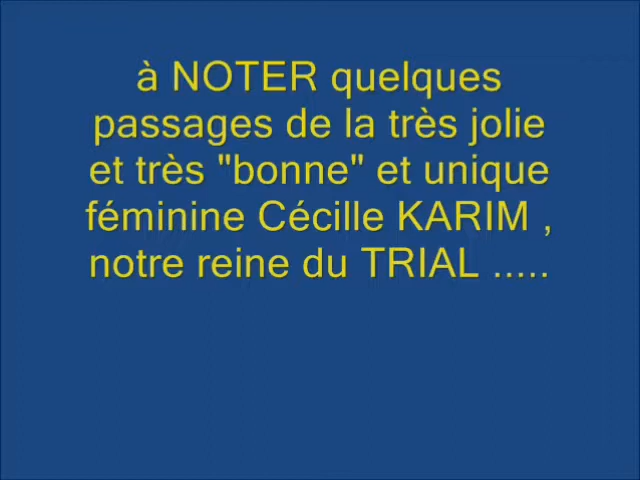 à NOTER quelques
passages de la très jolie
et très "bonne" et unique
féminine Cécille KARIM ,
notre reine du TRIAL .....